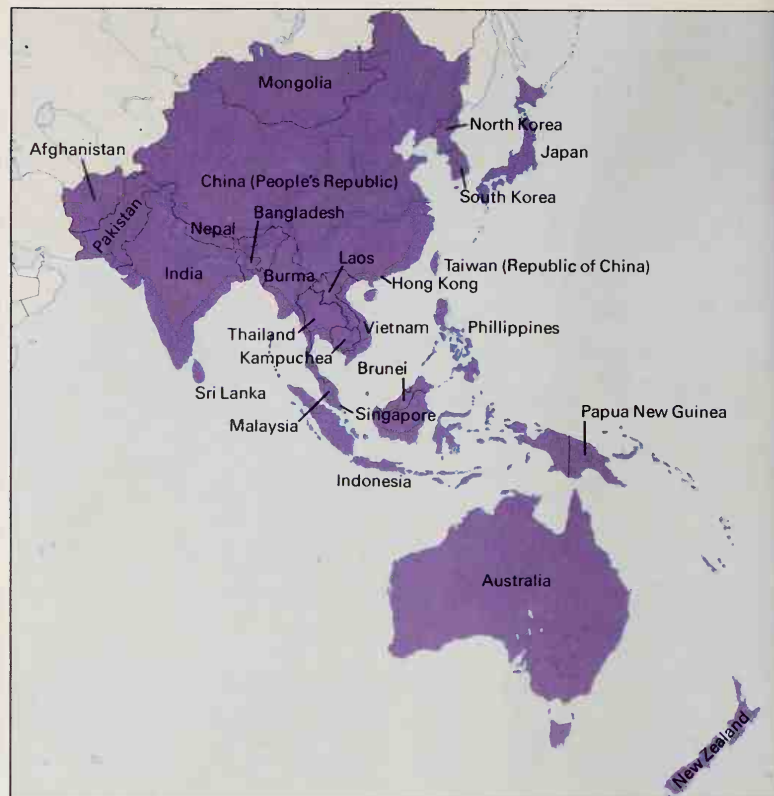 Mongolia
North Korea
Afghanistan
Japan
China (People's Republic)
South Korea
Pakistan
Bangladesh
Nepal
Laos
Taiwan (Republic of China)
India
Burma
Hong Kong
Thailand
Vietnam
Phillippines
Kampuchea
Brunei
Sri Lanka
Singapore
Papua New Guinea
Malaysia
Indonesia
Australia
New Zealand